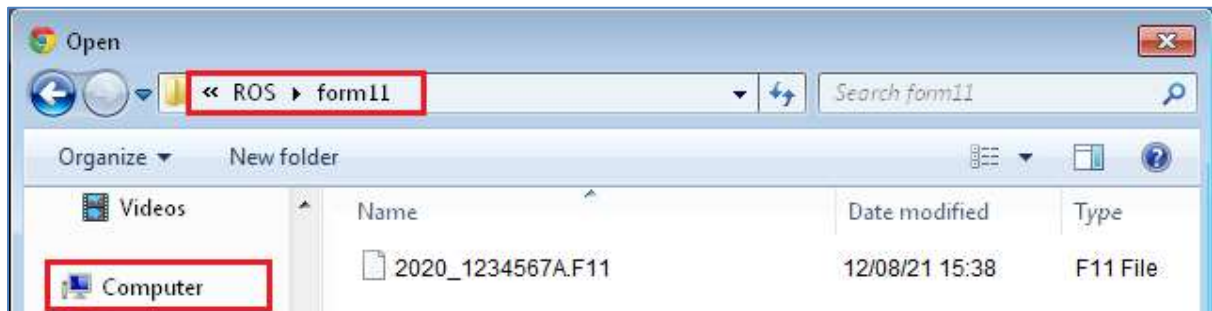 Open
« ROS ▸ form11 Search form11
Organize ▾ New folder
Videos Name Date modified Type
2020_1234567A.F11 12/08/21 15:38 F11 File
Computer